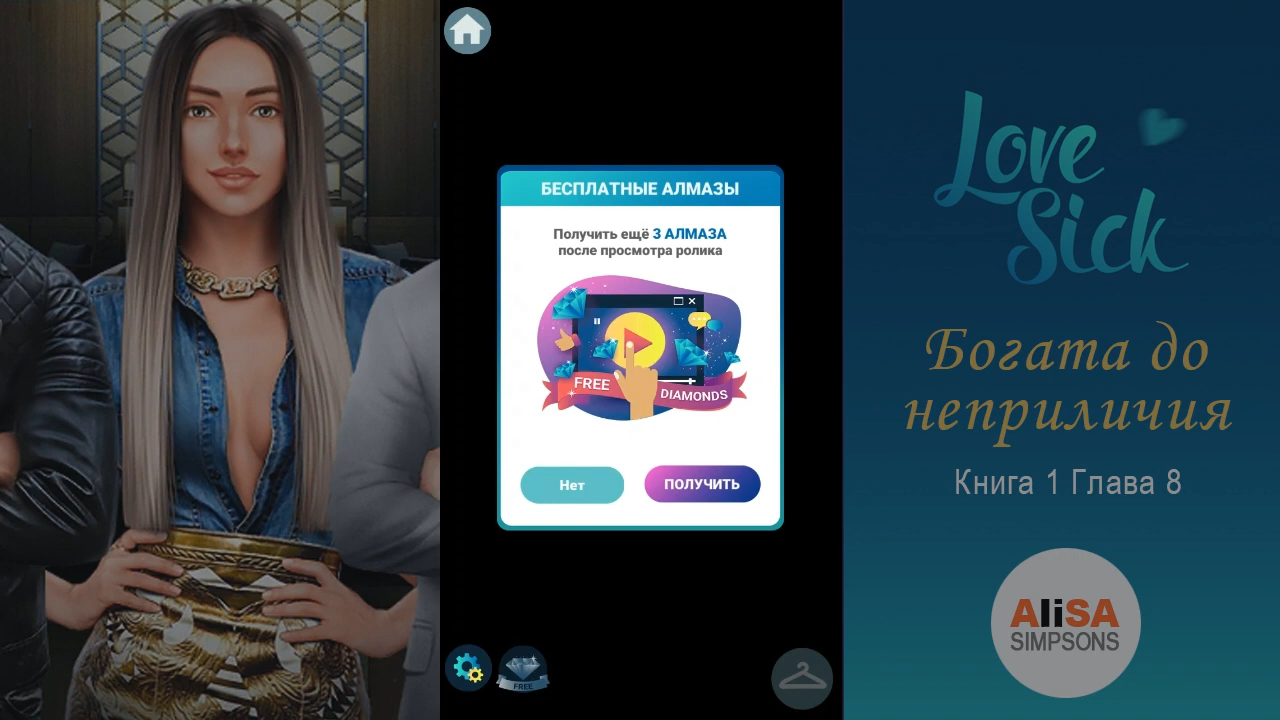 БЕСПЛАТНЫЕ АЛМАЗЫ
Получить ещё 3 АЛМАЗА
после просмотра ролика
FREE
DIAMONDS
Нет
ПОЛУЧИТЬ
FREE
Love
Sick
Богата до
неприличия
Книга 1 Глава 8
AliSA
SIMPSONS